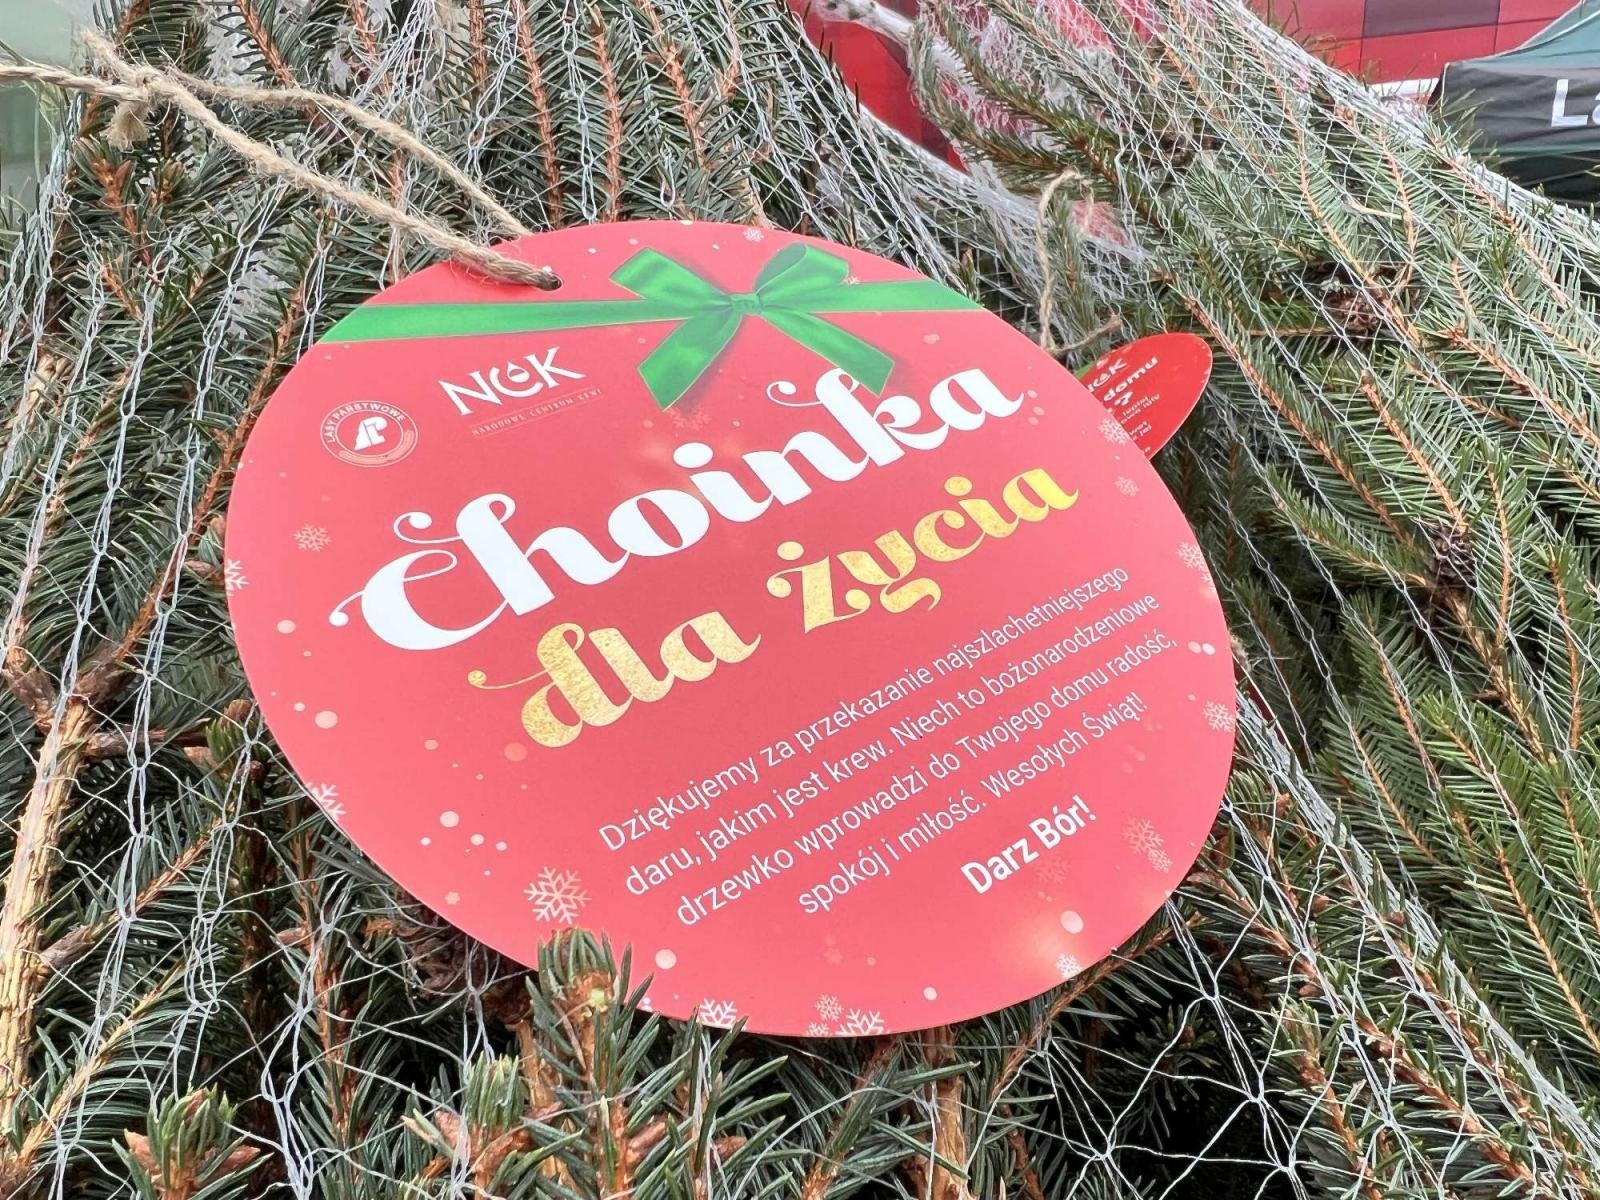 NCK
NARODOWE CENTRUM KRWI
LASY PAŃSTWOWE
Choinka
dla życia
Dziękujemy za przekazanie najszlachetniejszego
daru, jakim jest krew. Niech to bożonarodzeniowe
drzewko wprowadzi do Twojego domu radość,
spokój i miłość. Wesołych Świąt!
Darz Bór!
domu